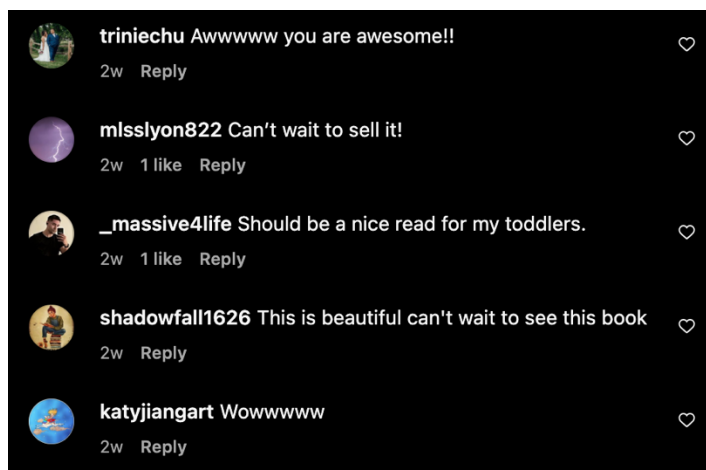 triniechu Awwwww you are awesome!!
2w Reply
mlsslyon822 Can’t wait to sell it!
2w 1 like Reply
_massive4life Should be a nice read for my toddlers.
2w 1 like Reply
shadowfall1626 This is beautiful can't wait to see this book
2w Reply
katyjiangart Wowwwww
2w Reply